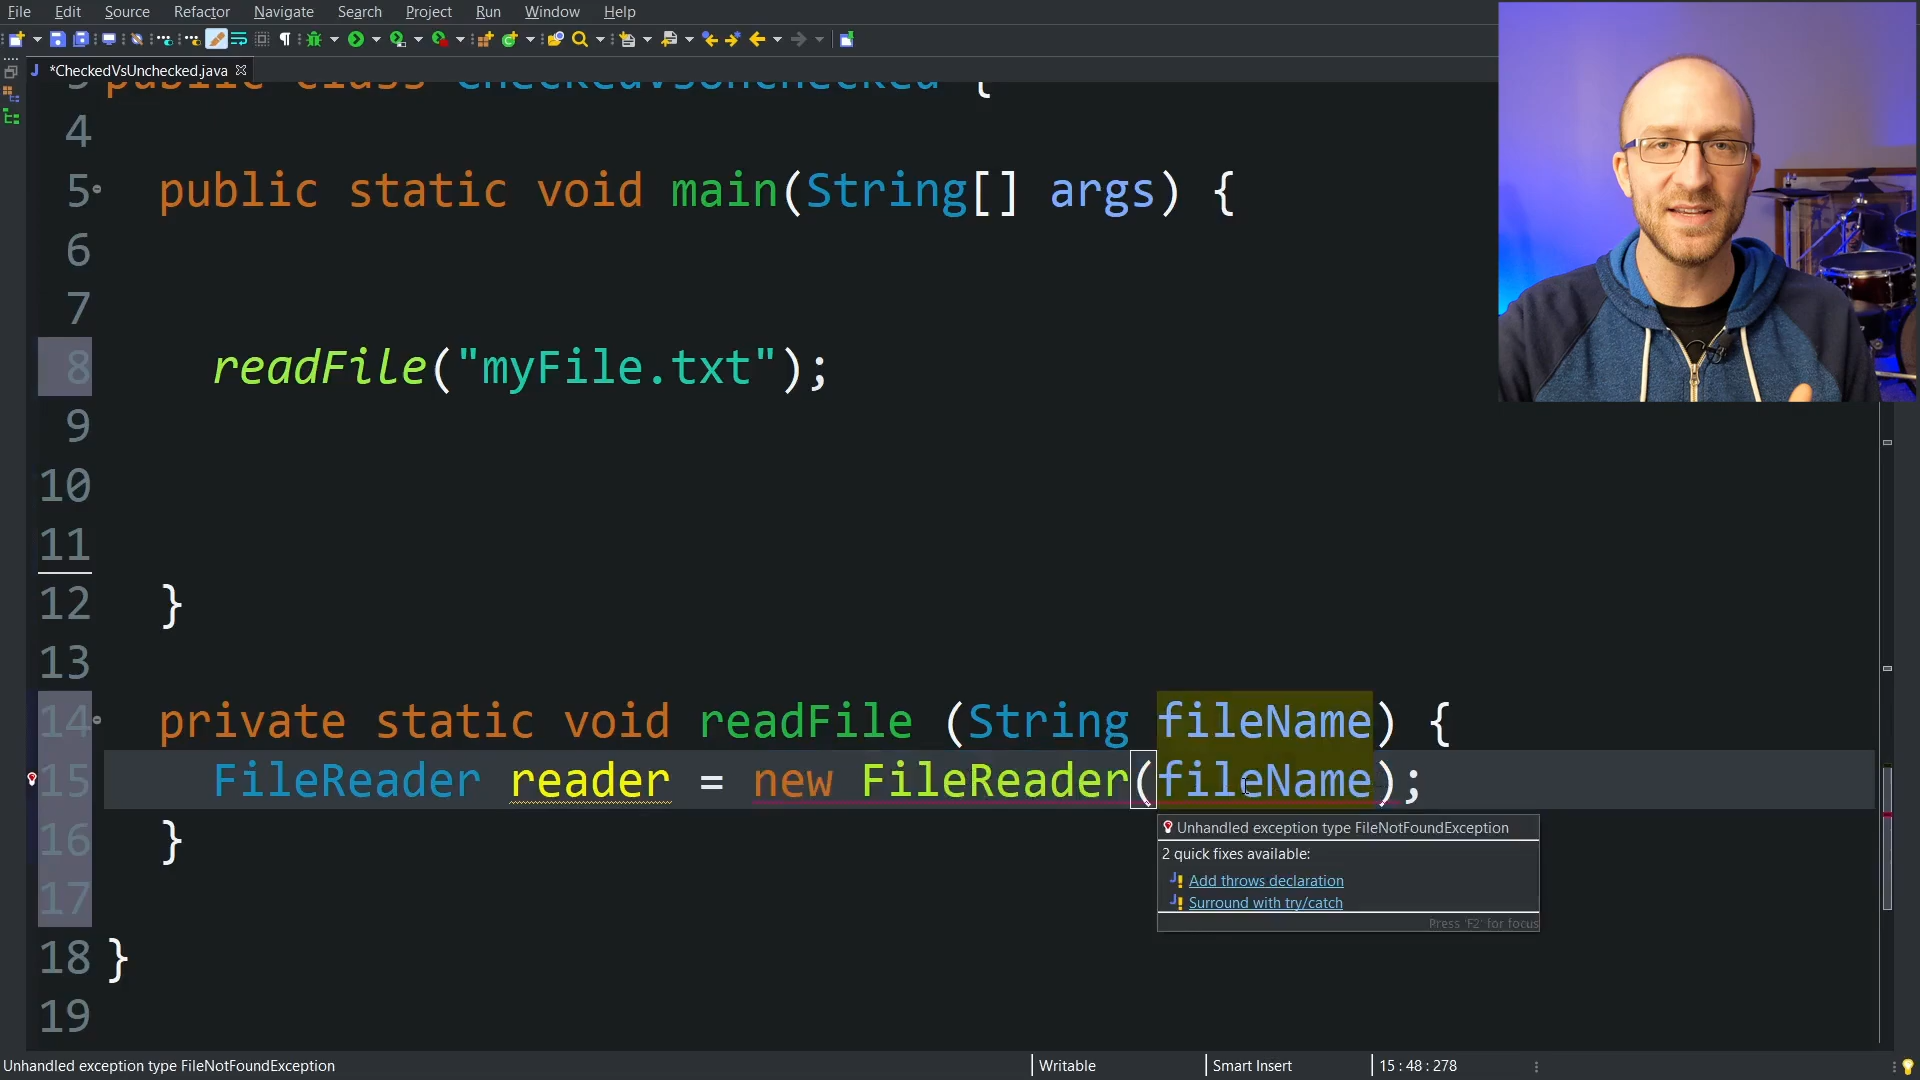 File Edit Source Refactor Navigate Search Project Run Window Help
*CheckedVsUnchecked.java
3 public class CheckedVsUnchecked {
4
5 public static void main(String[] args) {
6
7
8 readFile("myFile.txt");
9
10
11
12 }
13
14 private static void readFile (String fileName) {
15 FileReader reader = new FileReader(fileName);
16 }
17
18 }
19
Unhandled exception type FileNotFoundException
2 quick fixes available:
Add throws declaration
Surround with try/catch
Press 'F2' for focus
Unhandled exception type FileNotFoundException Writable Smart Insert 15 : 48 : 278